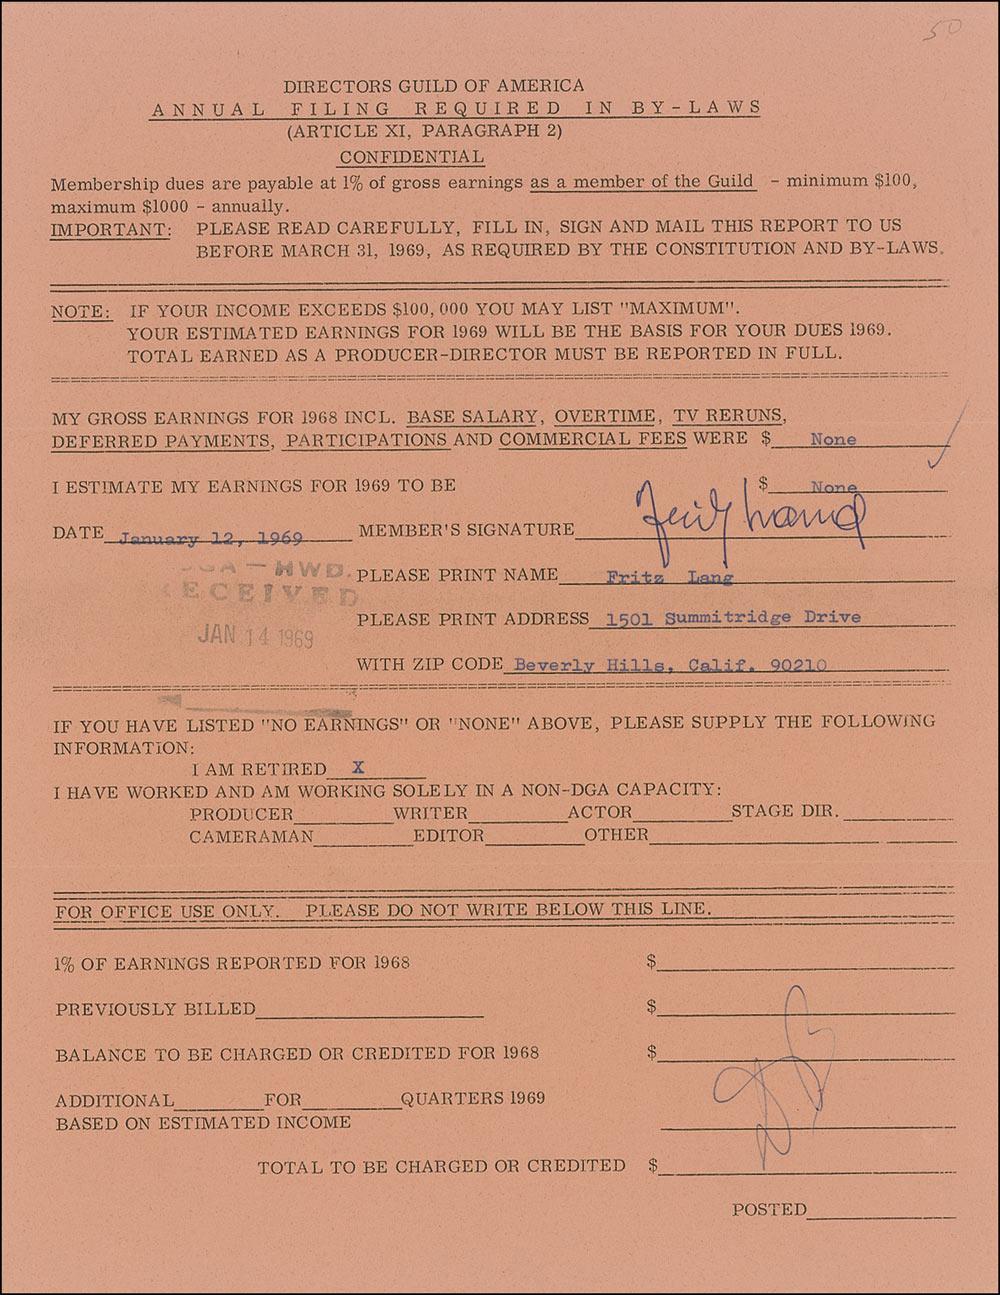 50
DIRECTORS GUILD OF AMERICA
ANNUAL FILING REQUIRED IN BY-LAWS
(ARTICLE XI, PARAGRAPH 2)
CONFIDENTIAL
Membership dues are payable at 1% of gross earnings as a member of the Guild - minimum $100,
maximum $1000 - annually.
IMPORTANT: PLEASE READ CAREFULLY, FILL IN, SIGN AND MAIL THIS REPORT TO US
BEFORE MARCH 31, 1969, AS REQUIRED BY THE CONSTITUTION AND BY-LAWS.
NOTE: IF YOUR INCOME EXCEEDS $100,000 YOU MAY LIST "MAXIMUM".
YOUR ESTIMATED EARNINGS FOR 1969 WILL BE THE BASIS FOR YOUR DUES 1969.
TOTAL EARNED AS A PRODUCER-DIRECTOR MUST BE REPORTED IN FULL.
MY GROSS EARNINGS FOR 1968 INCL. BASE SALARY, OVERTIME, TV RERUNS,
DEFERRED PAYMENTS, PARTICIPATIONS AND COMMERCIAL FEES WERE $ None
I ESTIMATE MY EARNINGS FOR 1969 TO BE $ None
DATE January 12, 1969 MEMBER'S SIGNATURE Fritz Lang
DGA - HWD. PLEASE PRINT NAME Fritz Lang
RECEIVED
PLEASE PRINT ADDRESS 1501 Summitridge Drive
JAN 14 1969
WITH ZIP CODE Beverly Hills, Calif. 90210
IF YOU HAVE LISTED "NO EARNINGS" OR "NONE" ABOVE, PLEASE SUPPLY THE FOLLOWING
INFORMATION:
I AM RETIRED X
I HAVE WORKED AND AM WORKING SOLELY IN A NON-DGA CAPACITY:
PRODUCER WRITER ACTOR STAGE DIR.
CAMERAMAN EDITOR OTHER
FOR OFFICE USE ONLY. PLEASE DO NOT WRITE BELOW THIS LINE.
1% OF EARNINGS REPORTED FOR 1968 $
PREVIOUSLY BILLED $
BALANCE TO BE CHARGED OR CREDITED FOR 1968 $
ADDITIONAL FOR QUARTERS 1969
BASED ON ESTIMATED INCOME
TOTAL TO BE CHARGED OR CREDITED $
POSTED